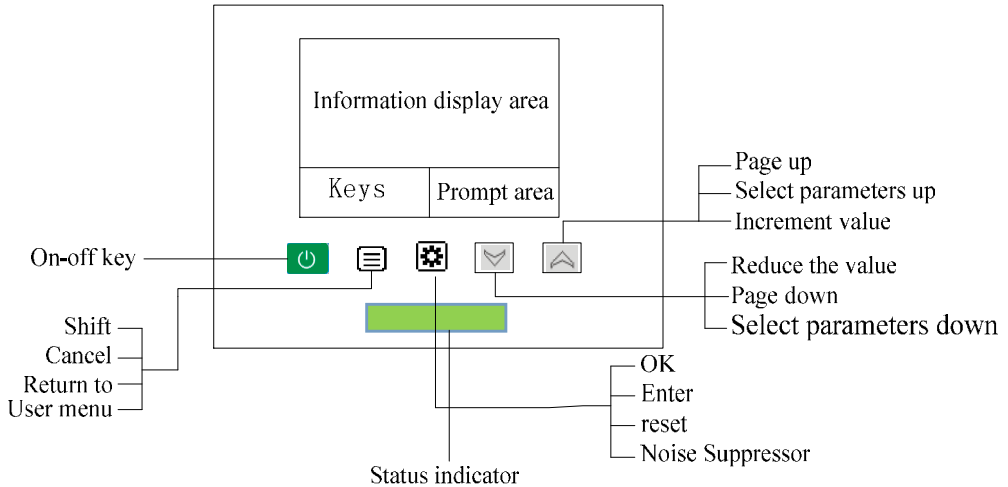 Information display area
Keys
Prompt area
Page up
Select parameters up
Increment value
On-off key
Reduce the value
Page down
Select parameters down
Shift
Cancel
Return to
User menu
OK
Enter
reset
Noise Suppressor
Status indicator